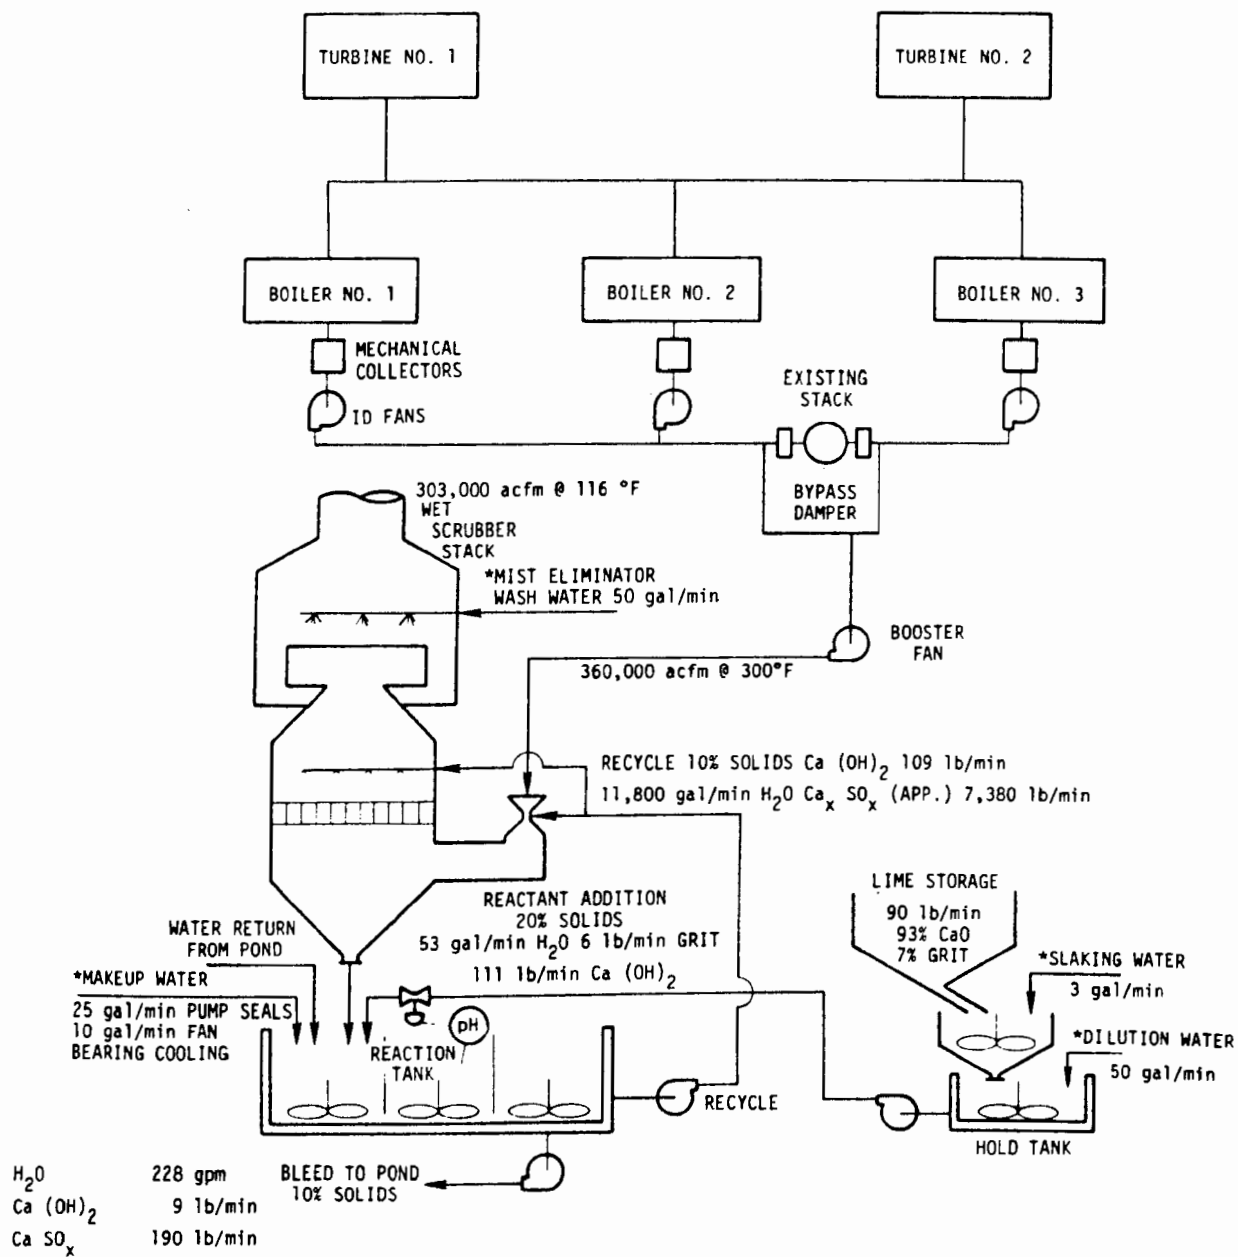 TURBINE NO. 1
TURBINE NO. 2
BOILER NO. 1
BOILER NO. 2
BOILER NO. 3
MECHANICAL
COLLECTORS
ID FANS
EXISTING
STACK
BYPASS
DAMPER
303,000 acfm @ 116 °F
WET
SCRUBBER
STACK
*MIST ELIMINATOR
WASH WATER 50 gal/min
BOOSTER
FAN
360,000 acfm @ 300°F
RECYCLE 10% SOLIDS Ca (OH)₂ 109 lb/min
11,800 gal/min H₂O Caₓ SOₓ (APP.) 7,380 lb/min
REACTANT ADDITION
20% SOLIDS
53 gal/min H₂O 6 lb/min GRIT
111 lb/min Ca (OH)₂
LIME STORAGE
90 lb/min
93% CaO
7% GRIT
*SLAKING WATER
3 gal/min
*DILUTION WATER
50 gal/min
WATER RETURN
FROM POND
*MAKEUP WATER
25 gal/min PUMP SEALS
10 gal/min FAN
BEARING COOLING
pH
REACTION
TANK
RECYCLE
HOLD TANK
BLEED TO POND
10% SOLIDS
H₂O 228 gpm
Ca (OH)₂ 9 lb/min
Ca SOₓ 190 lb/min